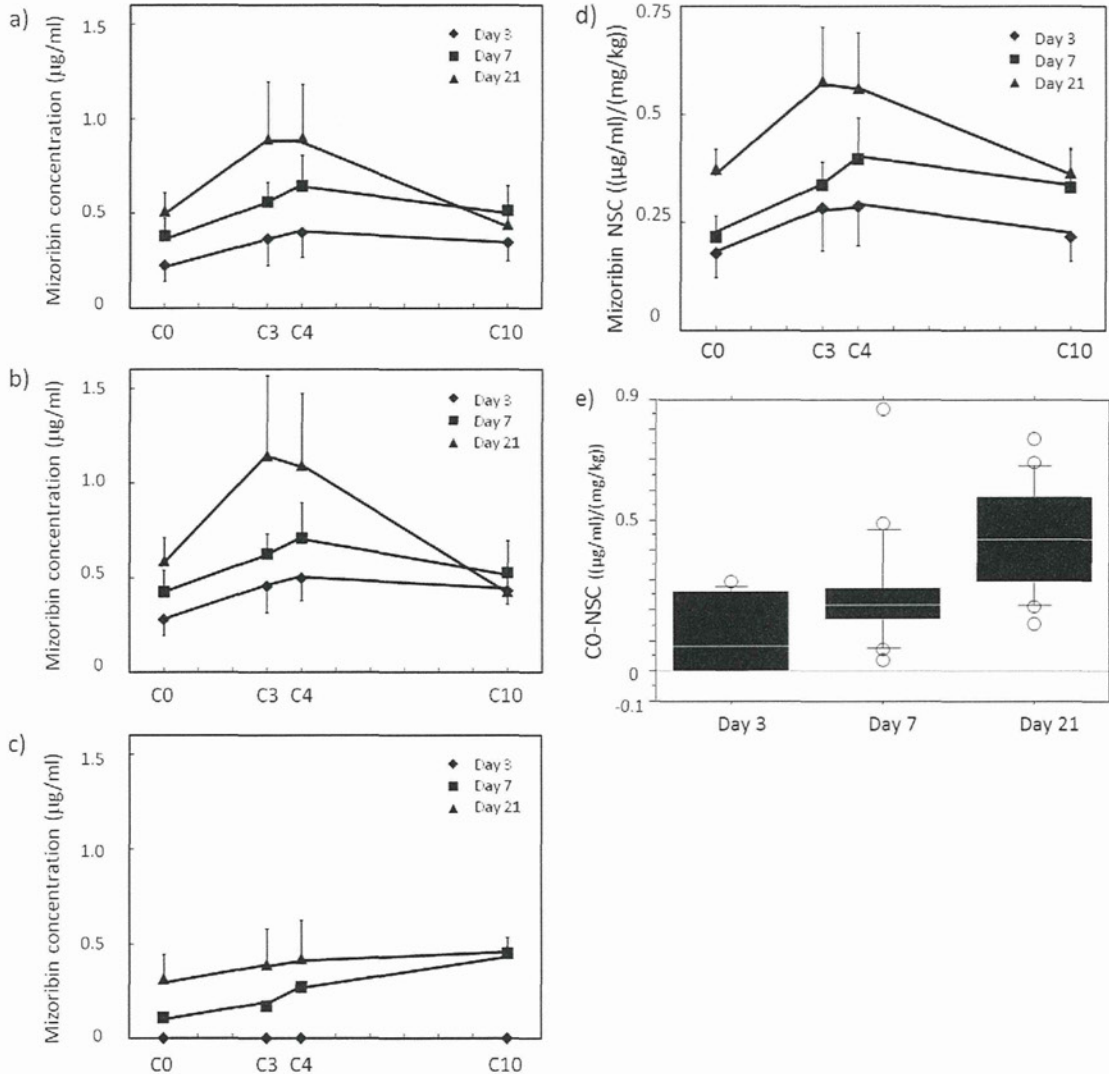 a)
Mizoribin concentration (µg/ml)
1.5
1.0
0.5
0
Day 3
Day 7
Day 21
C0 C3 C4 C10
b)
Mizoribin concentration (µg/ml)
1.5
1.0
0.5
0
Day 3
Day 7
Day 21
C0 C3 C4 C10
c)
Mizoribin concentration (µg/ml)
1.5
1.0
0.5
0
Day 3
Day 7
Day 21
C0 C3 C4 C10
d)
Mizoribin NSC ((µg/ml)/(mg/kg))
0.75
0.5
0.25
0
Day 3
Day 7
Day 21
C0 C3 C4 C10
e)
C0-NSC ((µg/ml)/(mg/kg))
0.9
0.5
0
-0.1
Day 3 Day 7 Day 21